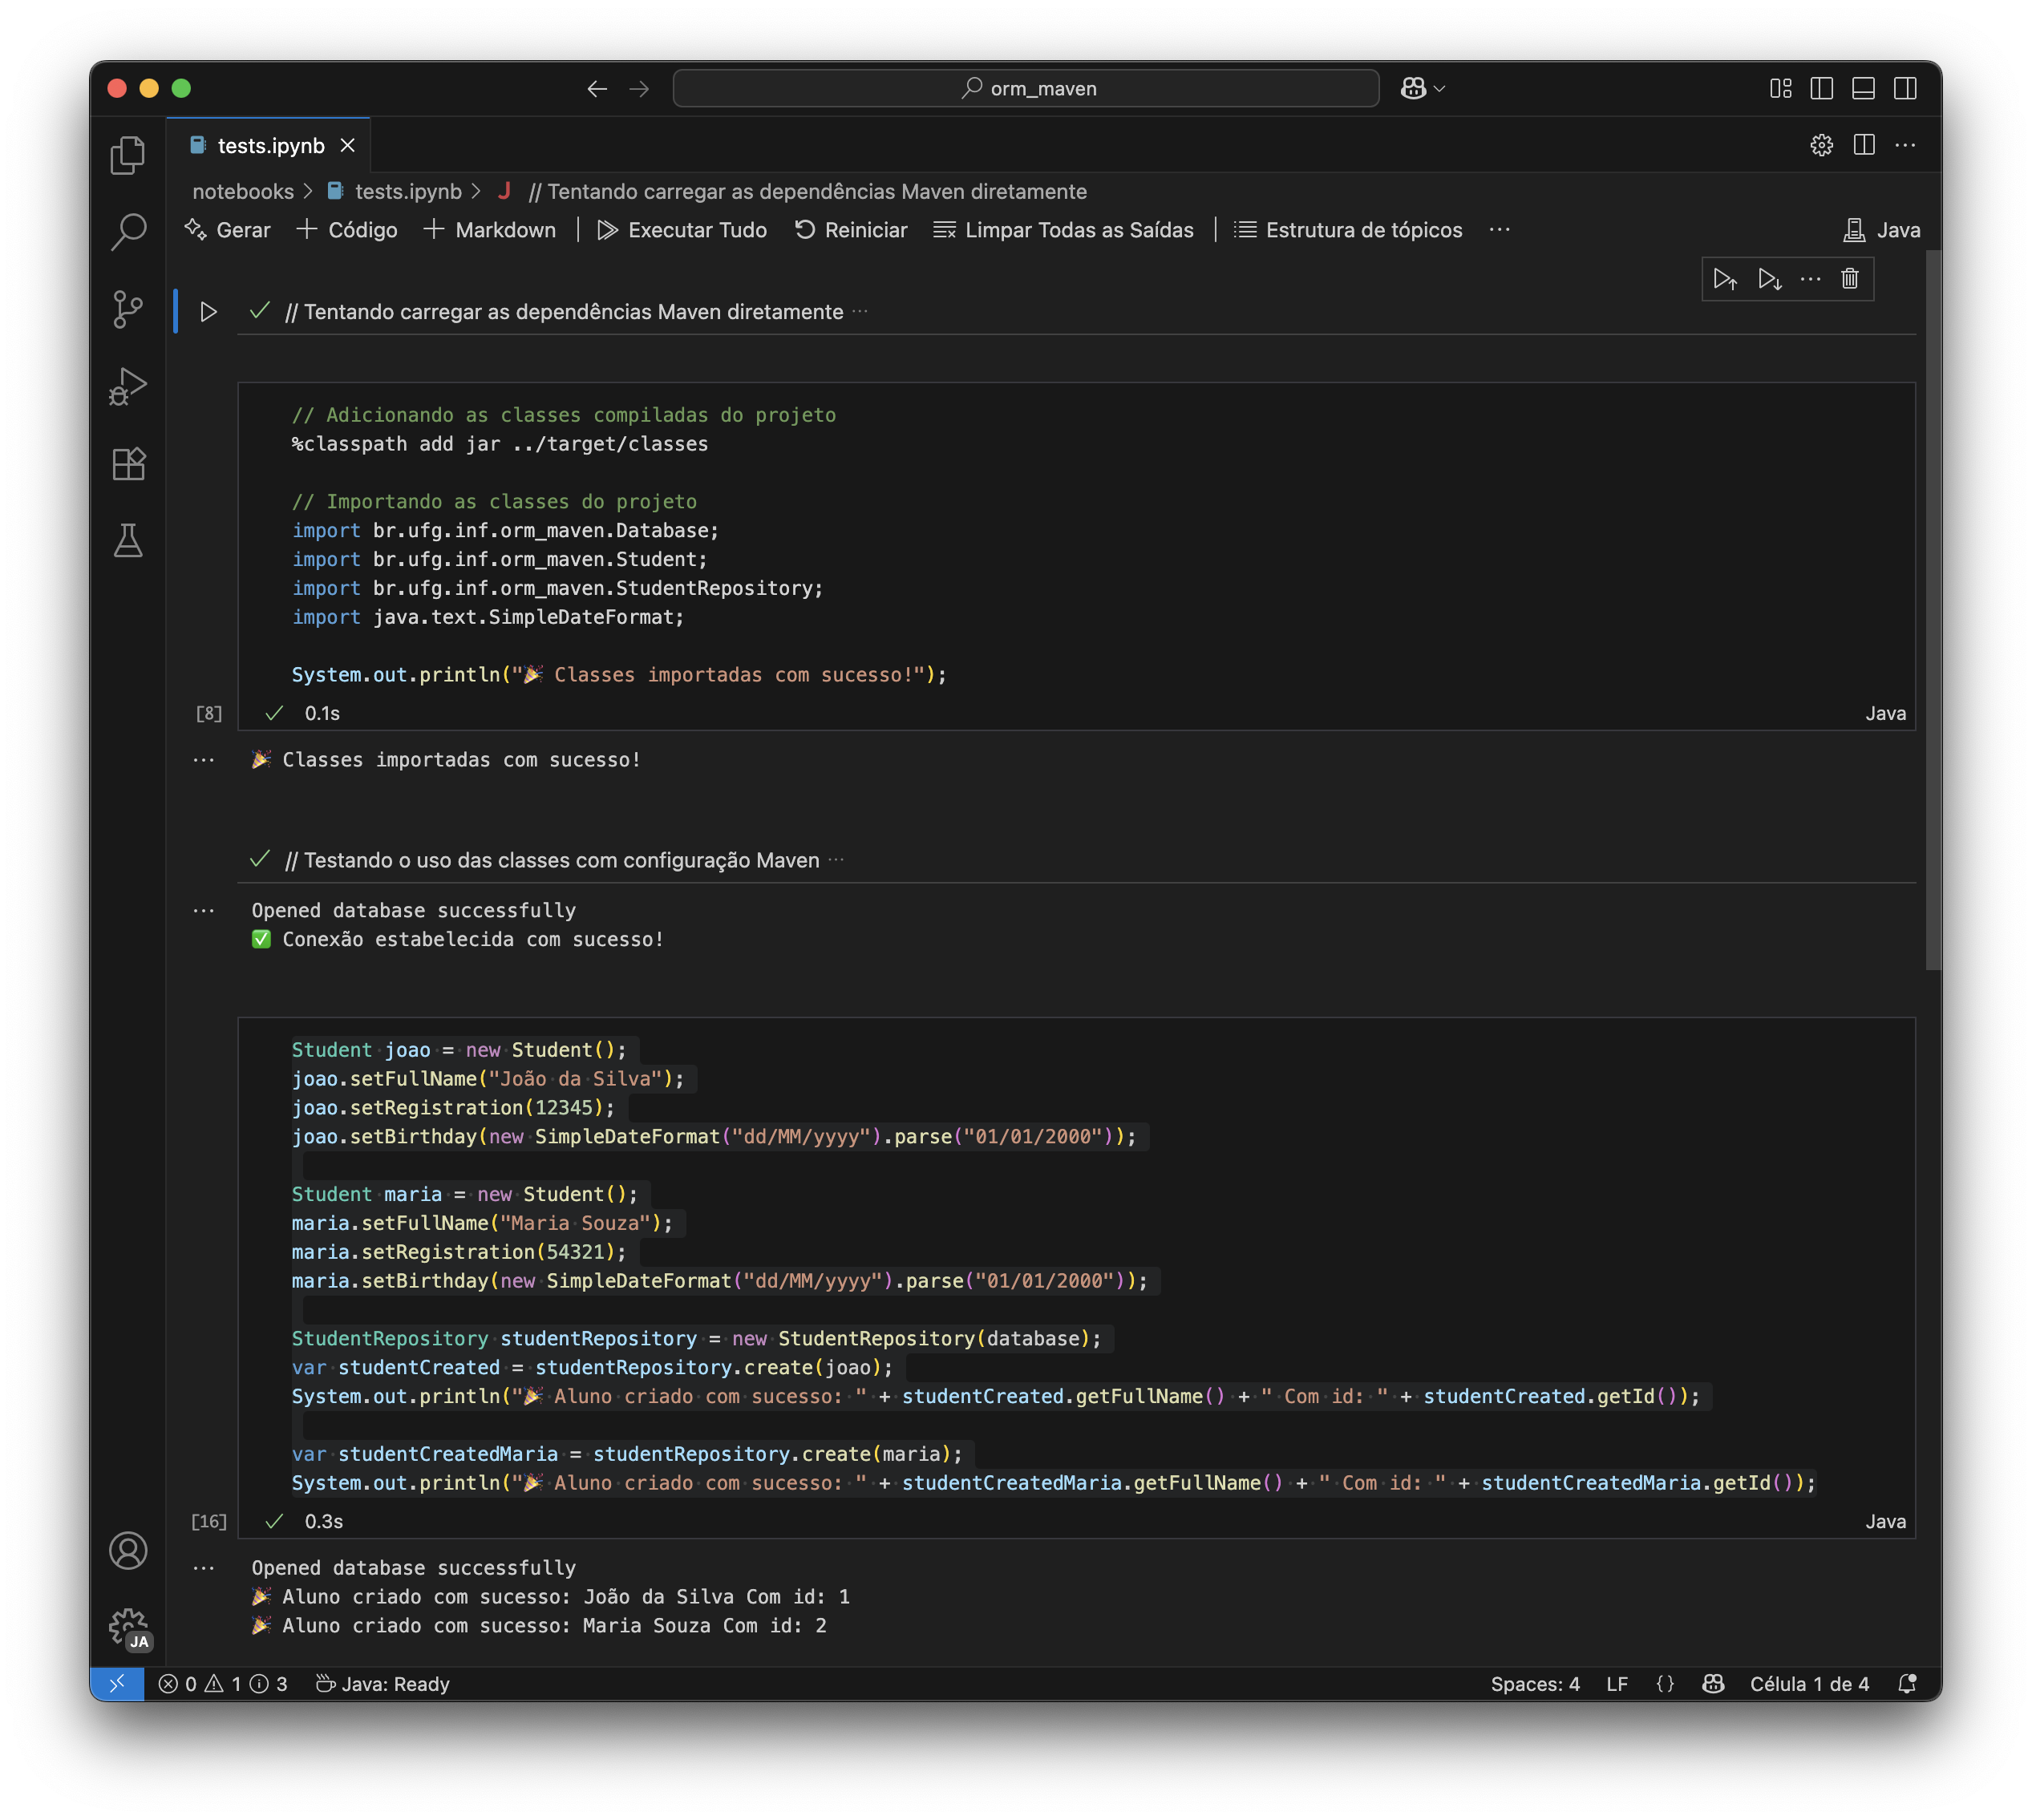 orm_maven
tests.ipynb
notebooks > tests.ipynb > J // Tentando carregar as dependências Maven diretamente
Gerar + Código + Markdown | Executar Tudo Reiniciar Limpar Todas as Saídas | Estrutura de tópicos ... Java
// Tentando carregar as dependências Maven diretamente ...
// Adicionando as classes compiladas do projeto
%classpath add jar ../target/classes
// Importando as classes do projeto
import br.ufg.inf.orm_maven.Database;
import br.ufg.inf.orm_maven.Student;
import br.ufg.inf.orm_maven.StudentRepository;
import java.text.SimpleDateFormat;
System.out.println("🎉 Classes importadas com sucesso!");
[8] ✓ 0.1s Java
🎉 Classes importadas com sucesso!
// Testando o uso das classes com configuração Maven ...
Opened database successfully
✅ Conexão estabelecida com sucesso!
Student joao = new Student();
joao.setFullName("João da Silva");
joao.setRegistration(12345);
joao.setBirthday(new SimpleDateFormat("dd/MM/yyyy").parse("01/01/2000"));
Student maria = new Student();
maria.setFullName("Maria Souza");
maria.setRegistration(54321);
maria.setBirthday(new SimpleDateFormat("dd/MM/yyyy").parse("01/01/2000"));
StudentRepository studentRepository = new StudentRepository(database);
var studentCreated = studentRepository.create(joao);
System.out.println("🎉 Aluno criado com sucesso: " + studentCreated.getFullName() + " Com id: " + studentCreated.getId());
var studentCreatedMaria = studentRepository.create(maria);
System.out.println("🎉 Aluno criado com sucesso: " + studentCreatedMaria.getFullName() + " Com id: " + studentCreatedMaria.getId());
[16] ✓ 0.3s Java
Opened database successfully
🎉 Aluno criado com sucesso: João da Silva Com id: 1
🎉 Aluno criado com sucesso: Maria Souza Com id: 2
JA
0 1 3 Java: Ready Spaces: 4 LF {} Célula 1 de 4